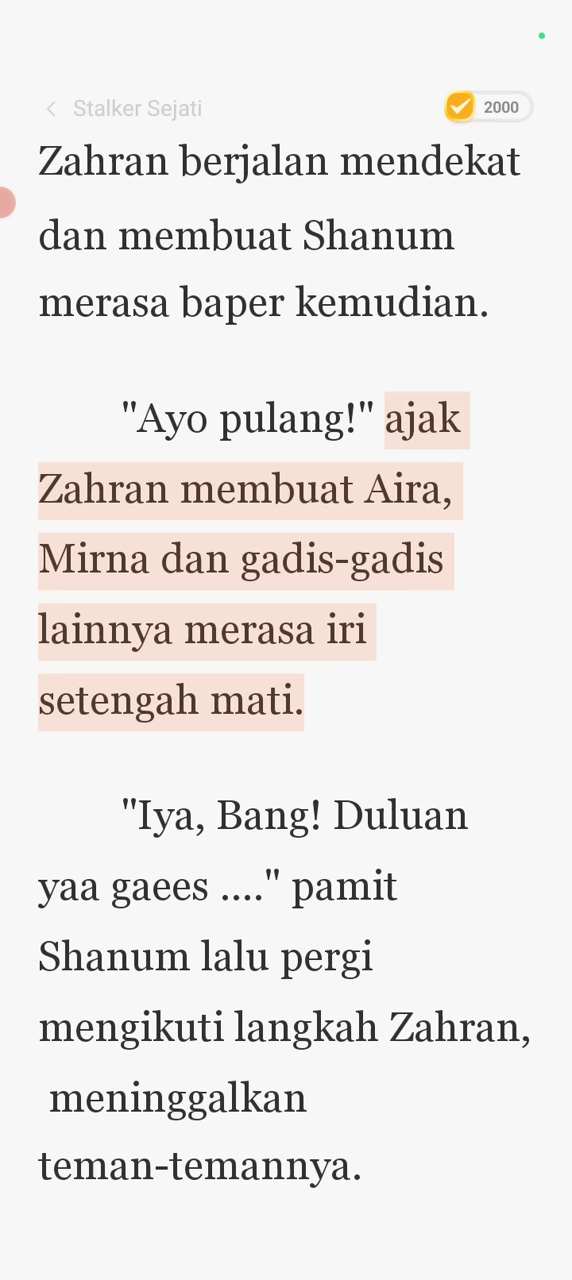 Stalker Sejati
2000
Zahran berjalan mendekat
dan membuat Shanum
merasa baper kemudian.
"Ayo pulang!" ajak
Zahran membuat Aira,
Mirna dan gadis-gadis
lainnya merasa iri
setengah mati.
"Iya, Bang! Duluan
yaa gaees ...." pamit
Shanum lalu pergi
mengikuti langkah Zahran,
meninggalkan
teman-temannya.